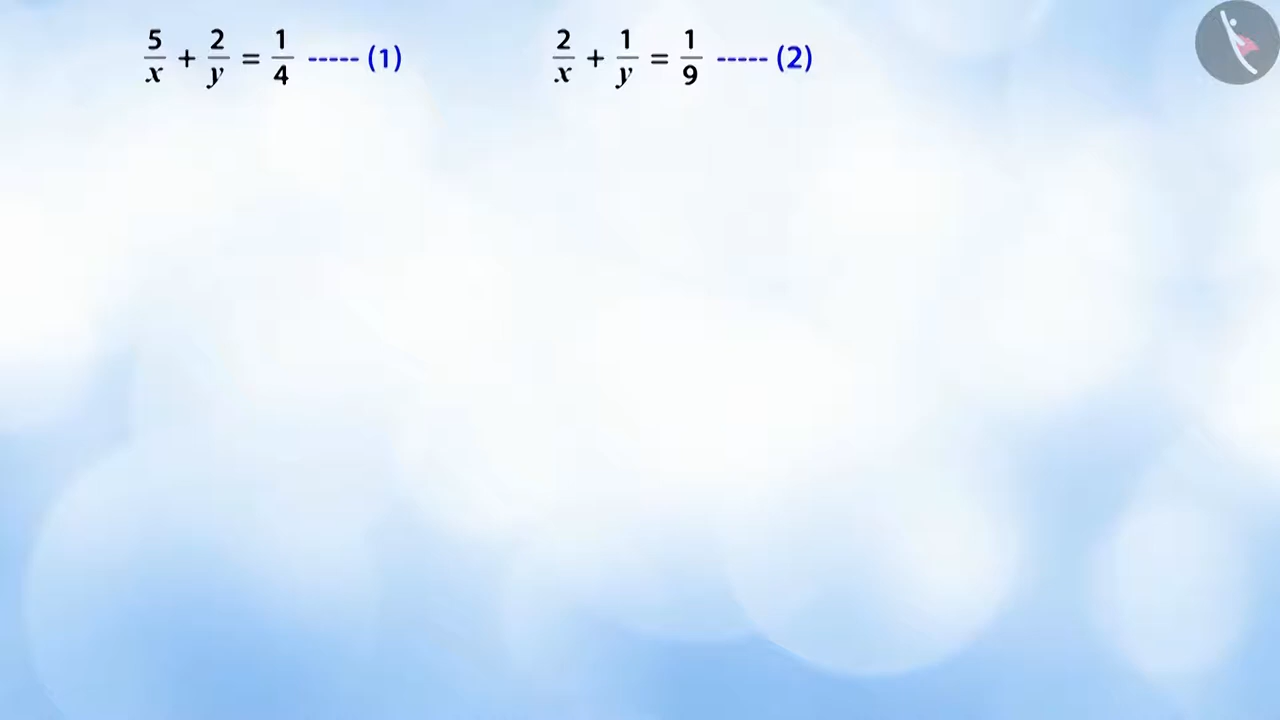 5/x + 2/y = 1/4 ----- (1)
2/x + 1/y = 1/9 ----- (2)